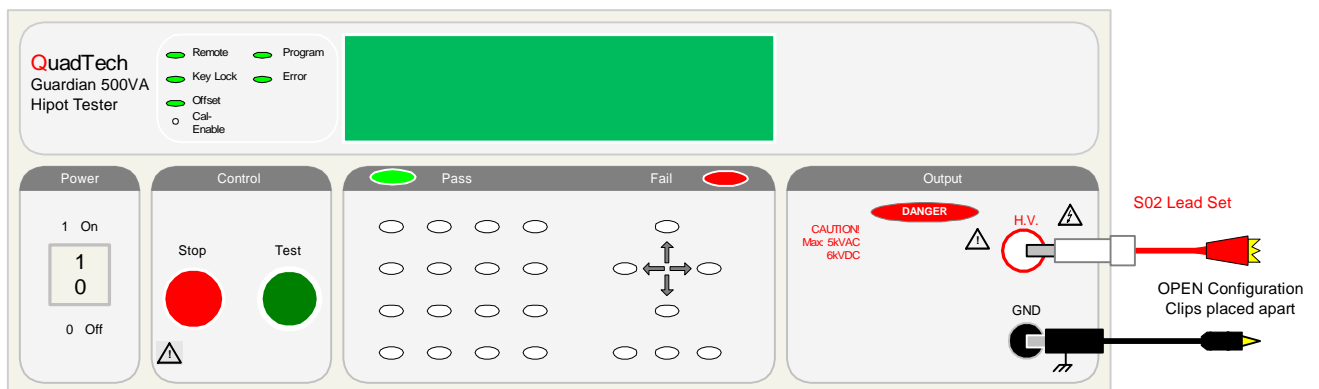 QuadTech
Guardian 500VA
Hipot Tester
Remote
Program
Key Lock
Error
Offset
Cal-
Enable
Power
Control
Pass
Fail
Output
1 On
1
0
0 Off
Stop
Test
!
DANGER
CAUTION!
Max: 5kVAC
6kVDC
!
H.V.
GND
S02 Lead Set
OPEN Configuration
Clips placed apart